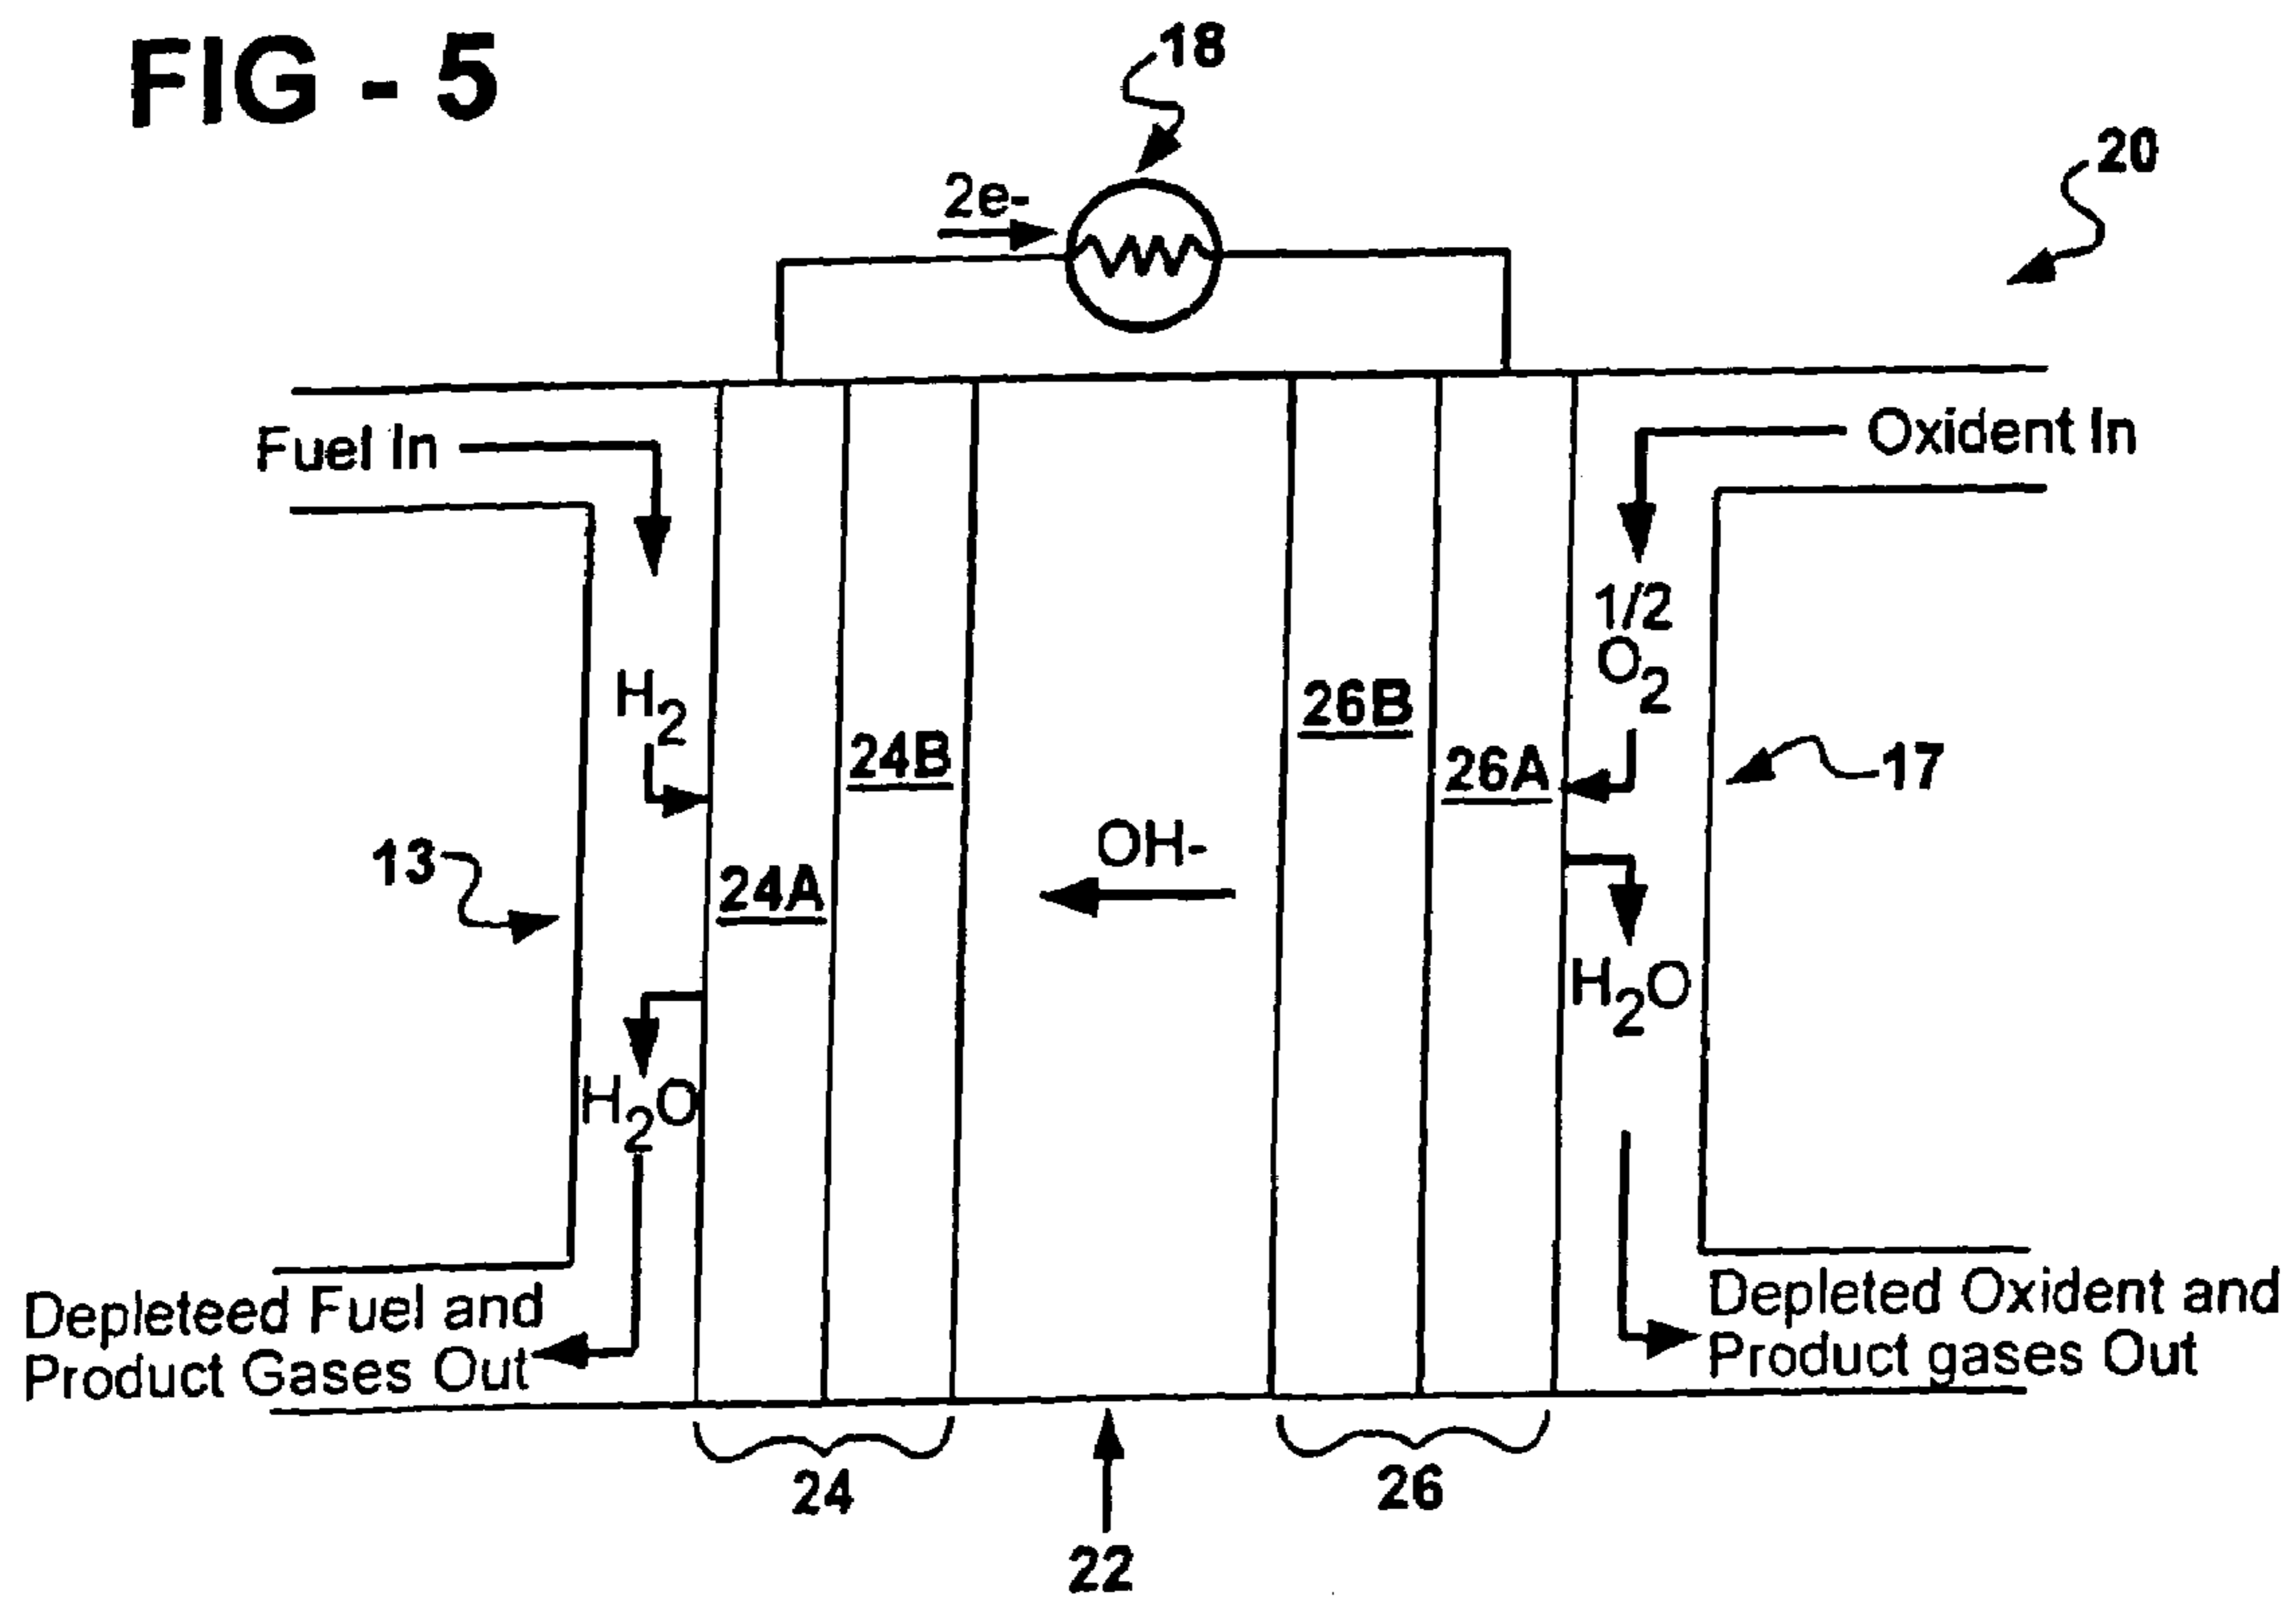 FIG - 5
18
20
2e-
Fuel In
Oxident In
1/2
O2
H2
26B
24B
26A
17
OH-
13
24A
H2O
H2O
Depleteed Fuel and
Product Gases Out
Depleted Oxident and
Product gases Out
24
26
22